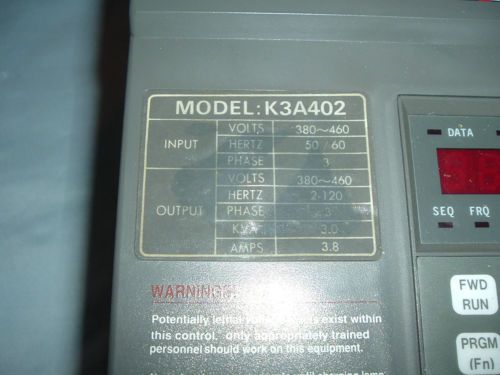 MODEL:K3A402
INPUT
VOLTS 380~460
HERTZ 50/60
PHASE 3
OUTPUT
VOLTS 380~460
HERTZ 2-120
PHASE 3
KVA 3.0
AMPS 3.8
DATA
SEQ FRQ
FWD
RUN
PRGM
(Fn)
WARNINGS!
Potentially lethal exist within
this control. only appropriately trained
personnel should work on this equipment.